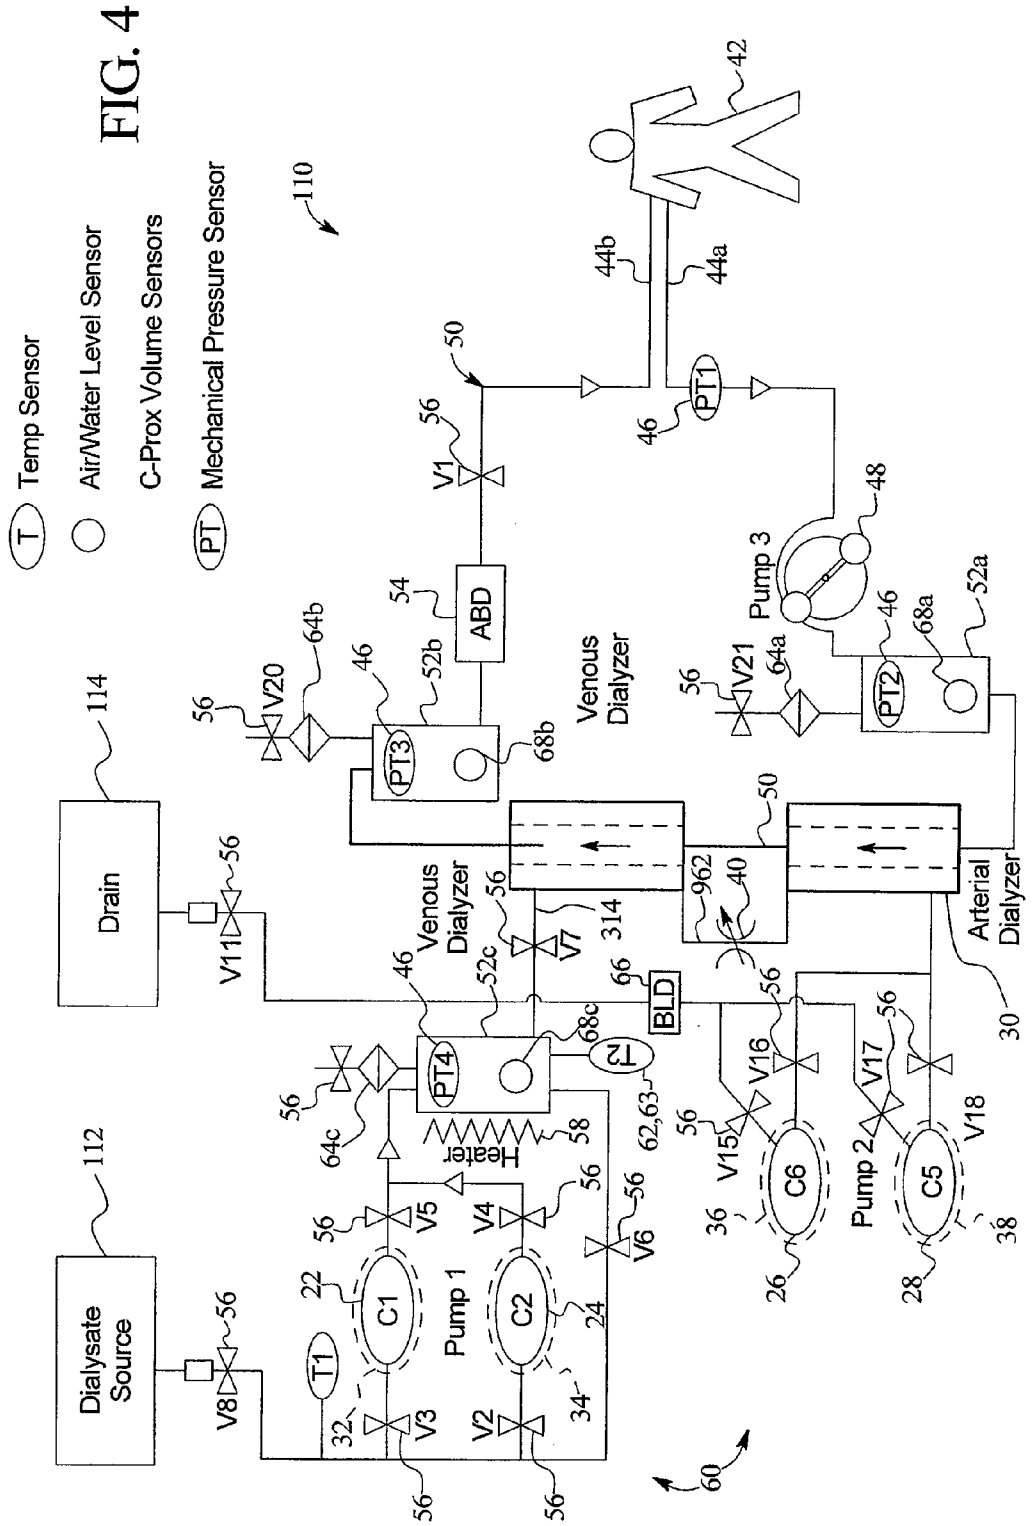 FIG. 4
T Temp Sensor
Air/Water Level Sensor
C-Prox Volume Sensors
PT Mechanical Pressure Sensor
110
112
Dialysate
Source
114
Drain
V8
56
V11
56
T1
32
22
C1
V3
56
56
V5
Pump 1
C2
24
34
V2
56
V4
56
V6
56
60
Heater
58
64c
56
46
PT4
52c
68c
T2
62,63
Venous
Dialyzer
56
V7
314
66
BLD
962
40
50
56
V20
64b
46
PT3
52b
68b
54
ABD
V1
56
50
Venous
Dialyzer
44b
44a
42
46
PT1
Pump 3
48
56
V21
64a
46
PT2
68a
52a
Arterial
Dialyzer
30
56
V15
V16
56
V17
56
V18
36
C6
26
Pump 2
C5
28
38